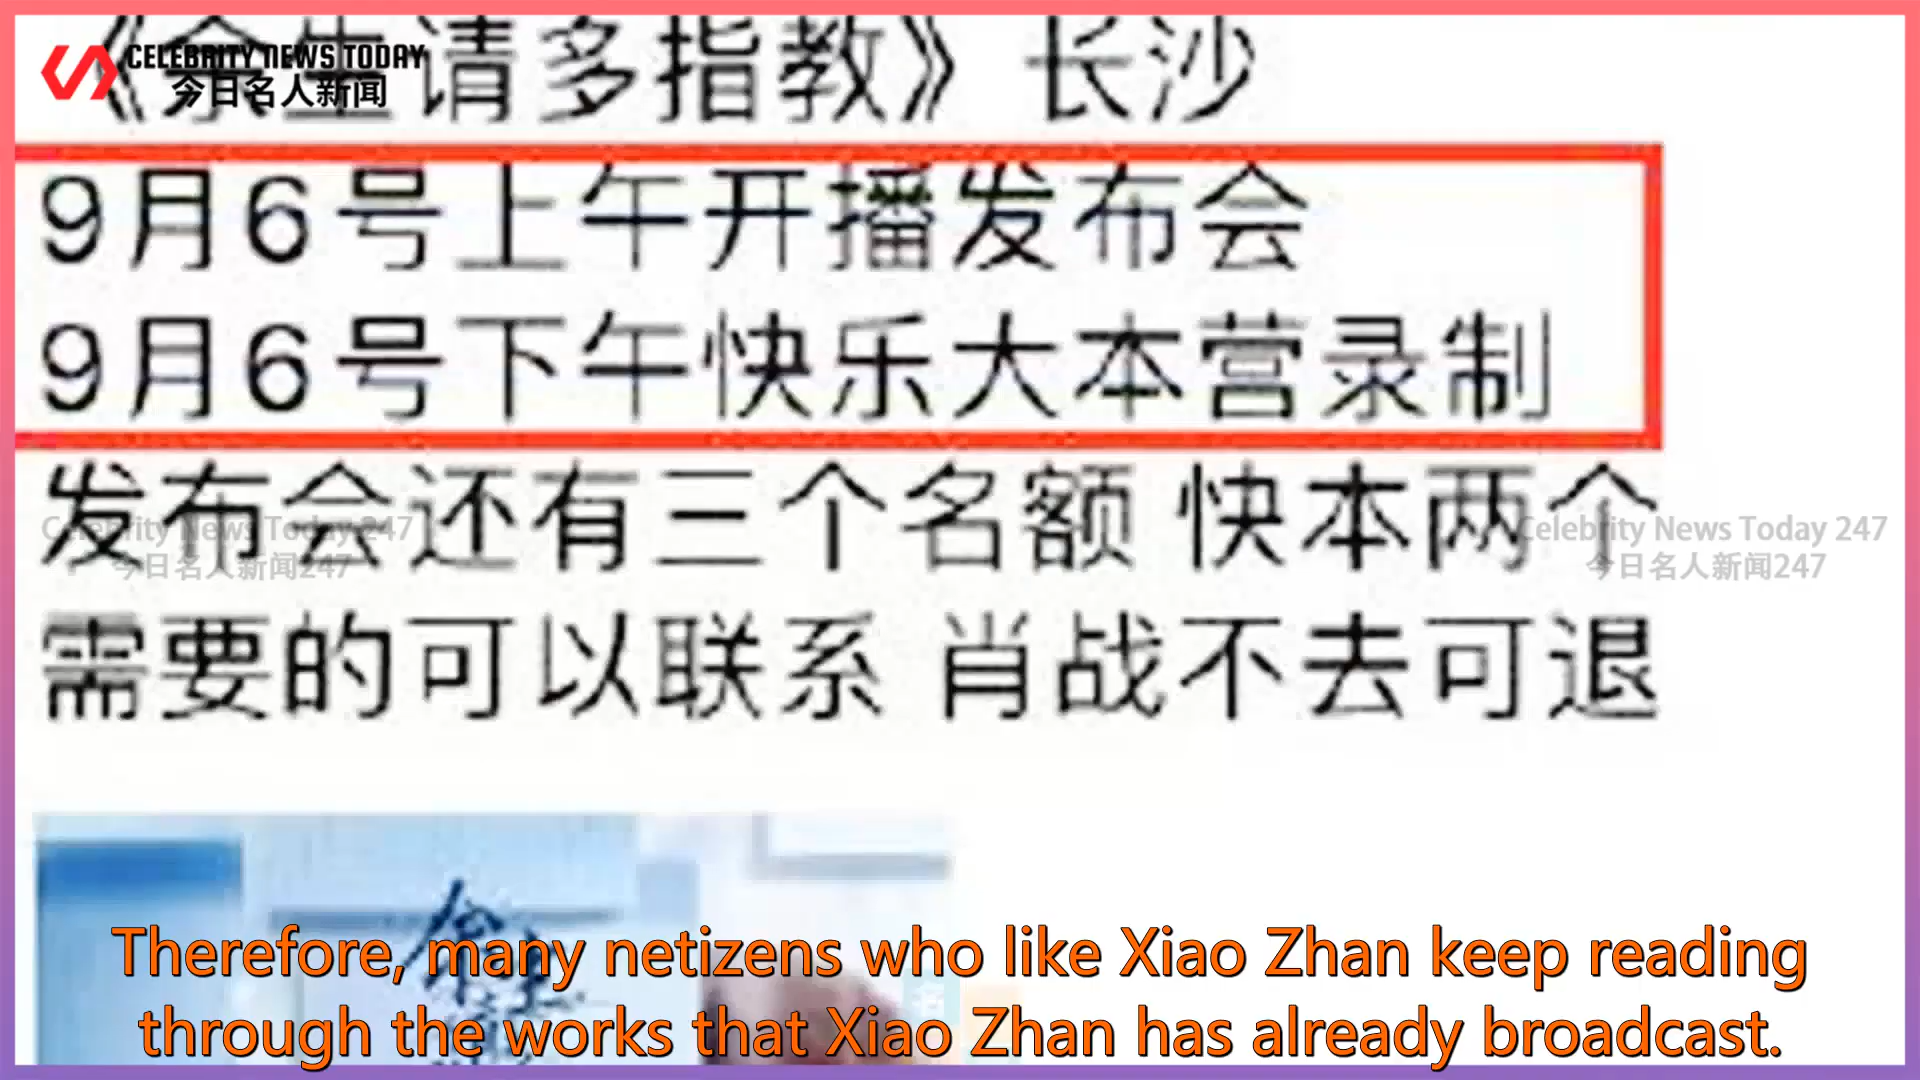 CELEBRITY NEWS TODAY
今日名人新闻
《余生请多指教》 长沙
9月6号上午开播发布会
9月6号下午快乐大本营录制
发布会还有三个名额 快本两个
Celebrity News Today 247
今日名人新闻247
Celebrity News Today 247
今日名人新闻247
需要的可以联系 肖战不去可退
余生
Therefore, many netizens who like Xiao Zhan keep reading
through the works that Xiao Zhan has already broadcast.